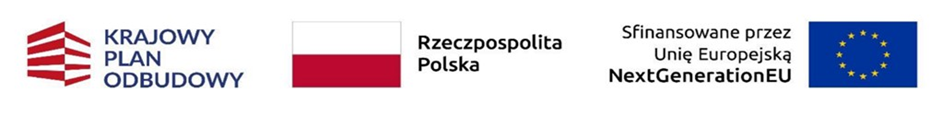 KRAJOWY
PLAN
ODBUDOWY
Rzeczpospolita
Polska
Sfinansowane przez
Unię Europejską
NextGenerationEU